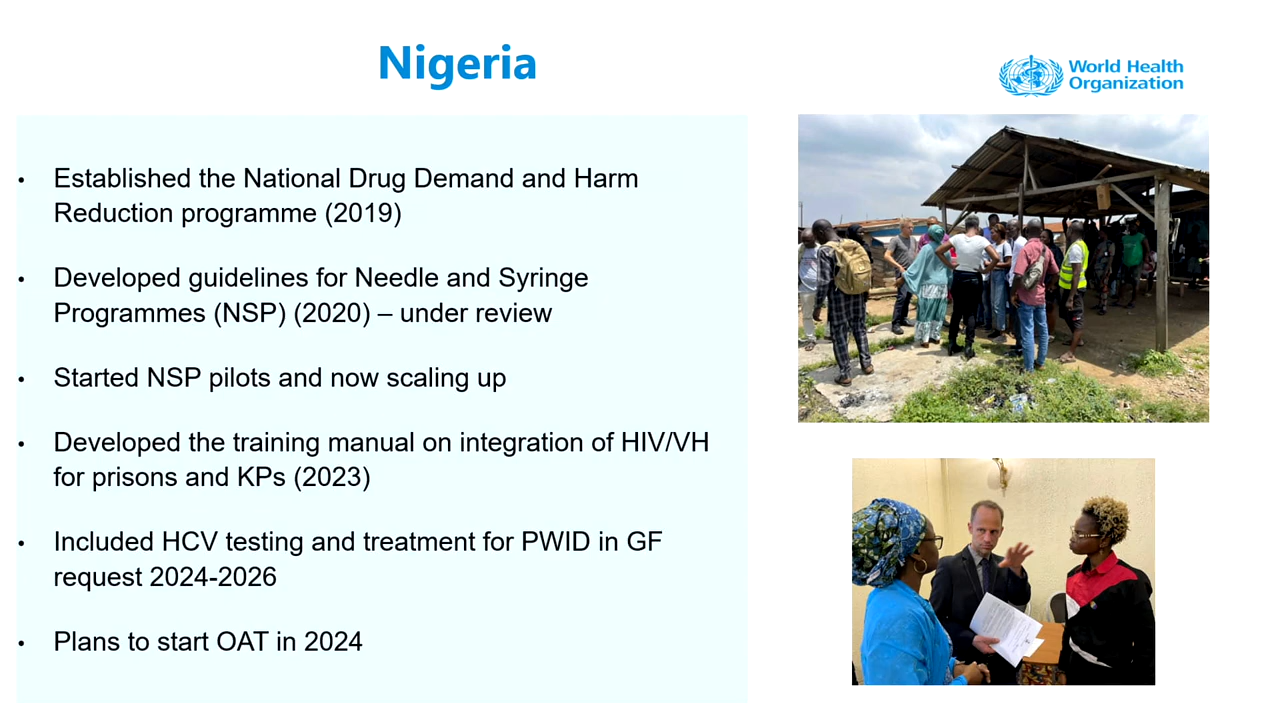 Nigeria
World Health
Organization
• Established the National Drug Demand and Harm
Reduction programme (2019)
• Developed guidelines for Needle and Syringe
Programmes (NSP) (2020) – under review
• Started NSP pilots and now scaling up
• Developed the training manual on integration of HIV/VH
for prisons and KPs (2023)
• Included HCV testing and treatment for PWID in GF
request 2024-2026
• Plans to start OAT in 2024